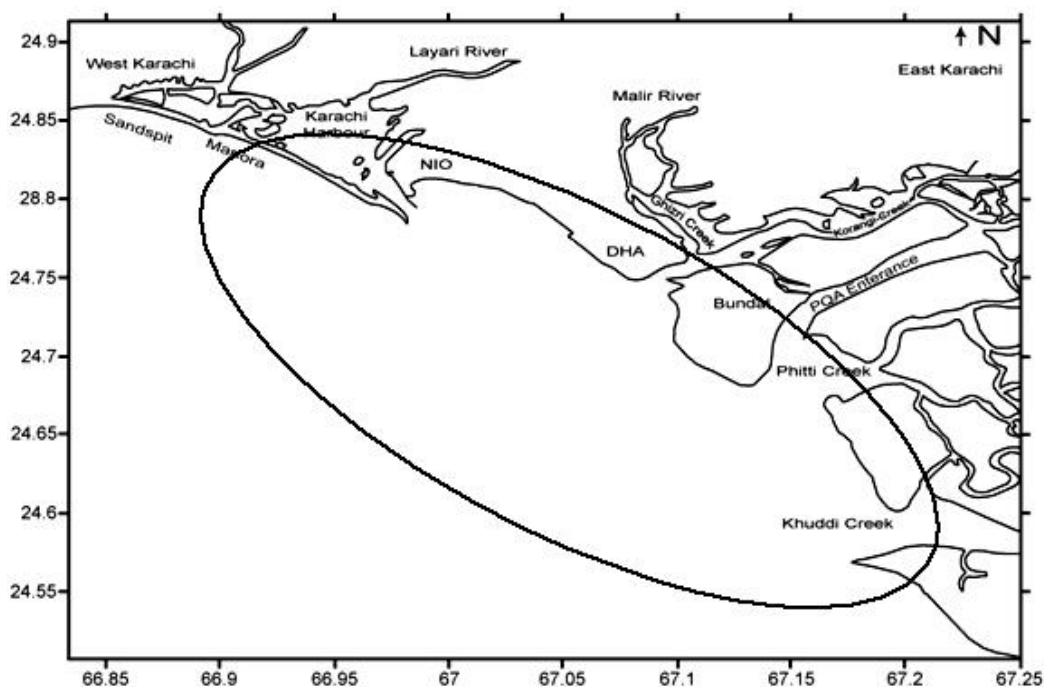 N
24.9
Layari River
West Karachi
East Karachi
Malir River
24.85
Karachi
Harbour
Sandspit
Manora
NIO
28.8
Ghizri Creek
Korangi-Creek
DHA
24.75
PQA Enterance
Bundal
24.7
Phitti Creek
24.65
24.6
Khuddi Creek
24.55
66.85 66.9 66.95 67 67.05 67.1 67.15 67.2 67.25